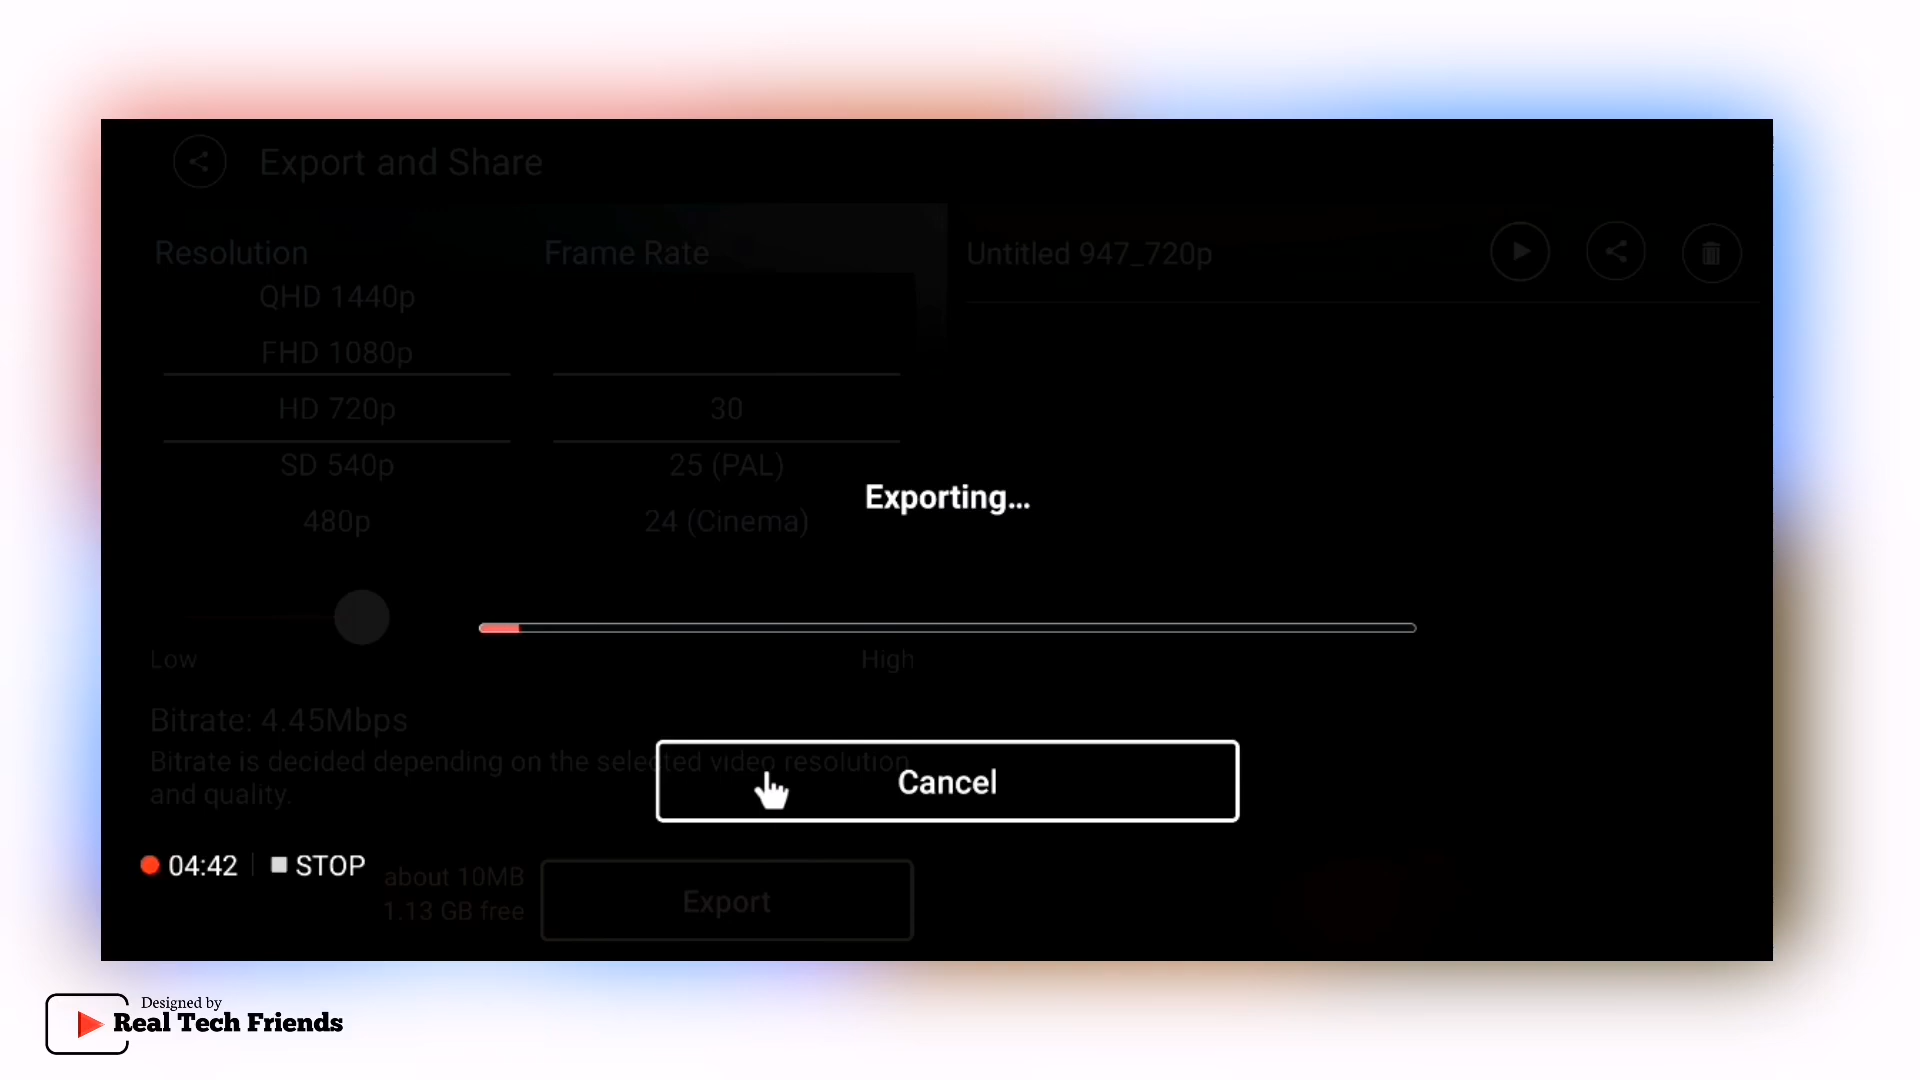 Export and Share
Resolution
Frame Rate
Untitled 947_720p
QHD 1440p
FHD 1080p
HD 720p
30
SD 540p
25 (PAL)
480p
24 (Cinema)
Exporting...
Low
High
Bitrate: 4.45Mbps
Bitrate is decided depending on the selected video resolution
and quality.
Cancel
04:42
STOP
about 10MB
1.13 GB free
Export
Designed by
Real Tech Friends